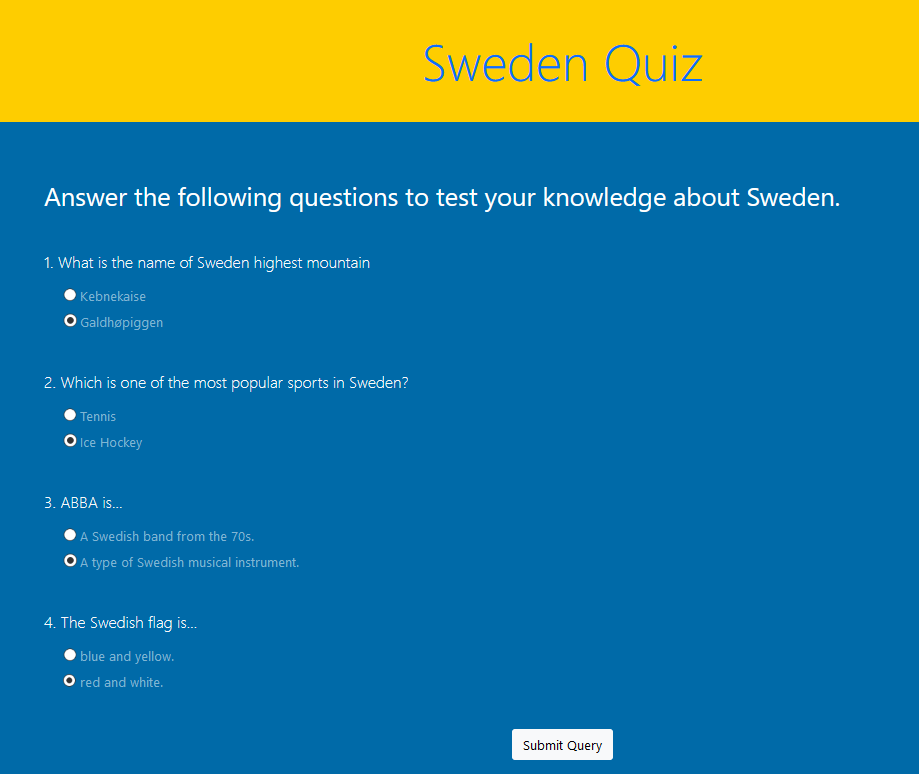 Sweden Quiz
Answer the following questions to test your knowledge about Sweden.
1. What is the name of Sweden highest mountain
Kebnekaise
Galdhøpiggen
2. Which is one of the most popular sports in Sweden?
Tennis
Ice Hockey
3. ABBA is...
A Swedish band from the 70s.
A type of Swedish musical instrument.
4. The Swedish flag is...
blue and yellow.
red and white.
Submit Query